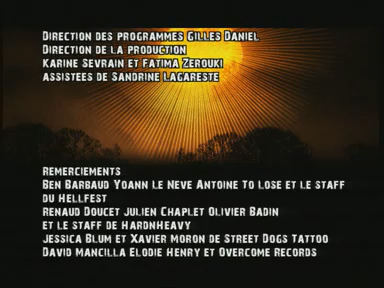 Direction des programmes Gilles Daniel
Direction de la production
Karine Sevrain et Fatima Zerouki
assistées de Sandrine Lagareste
Remerciements
Ben Barbaud Yoann le Neve Antoine To Lose et le staff
du Hellfest
Renaud Doucet Julien Chaplet Olivier Badin
et le staff de HardNHeavy
Jessica Blum et Xavier Moron de Street Dogs Tattoo
David Mancilla Elodie Henry et Overcome Records